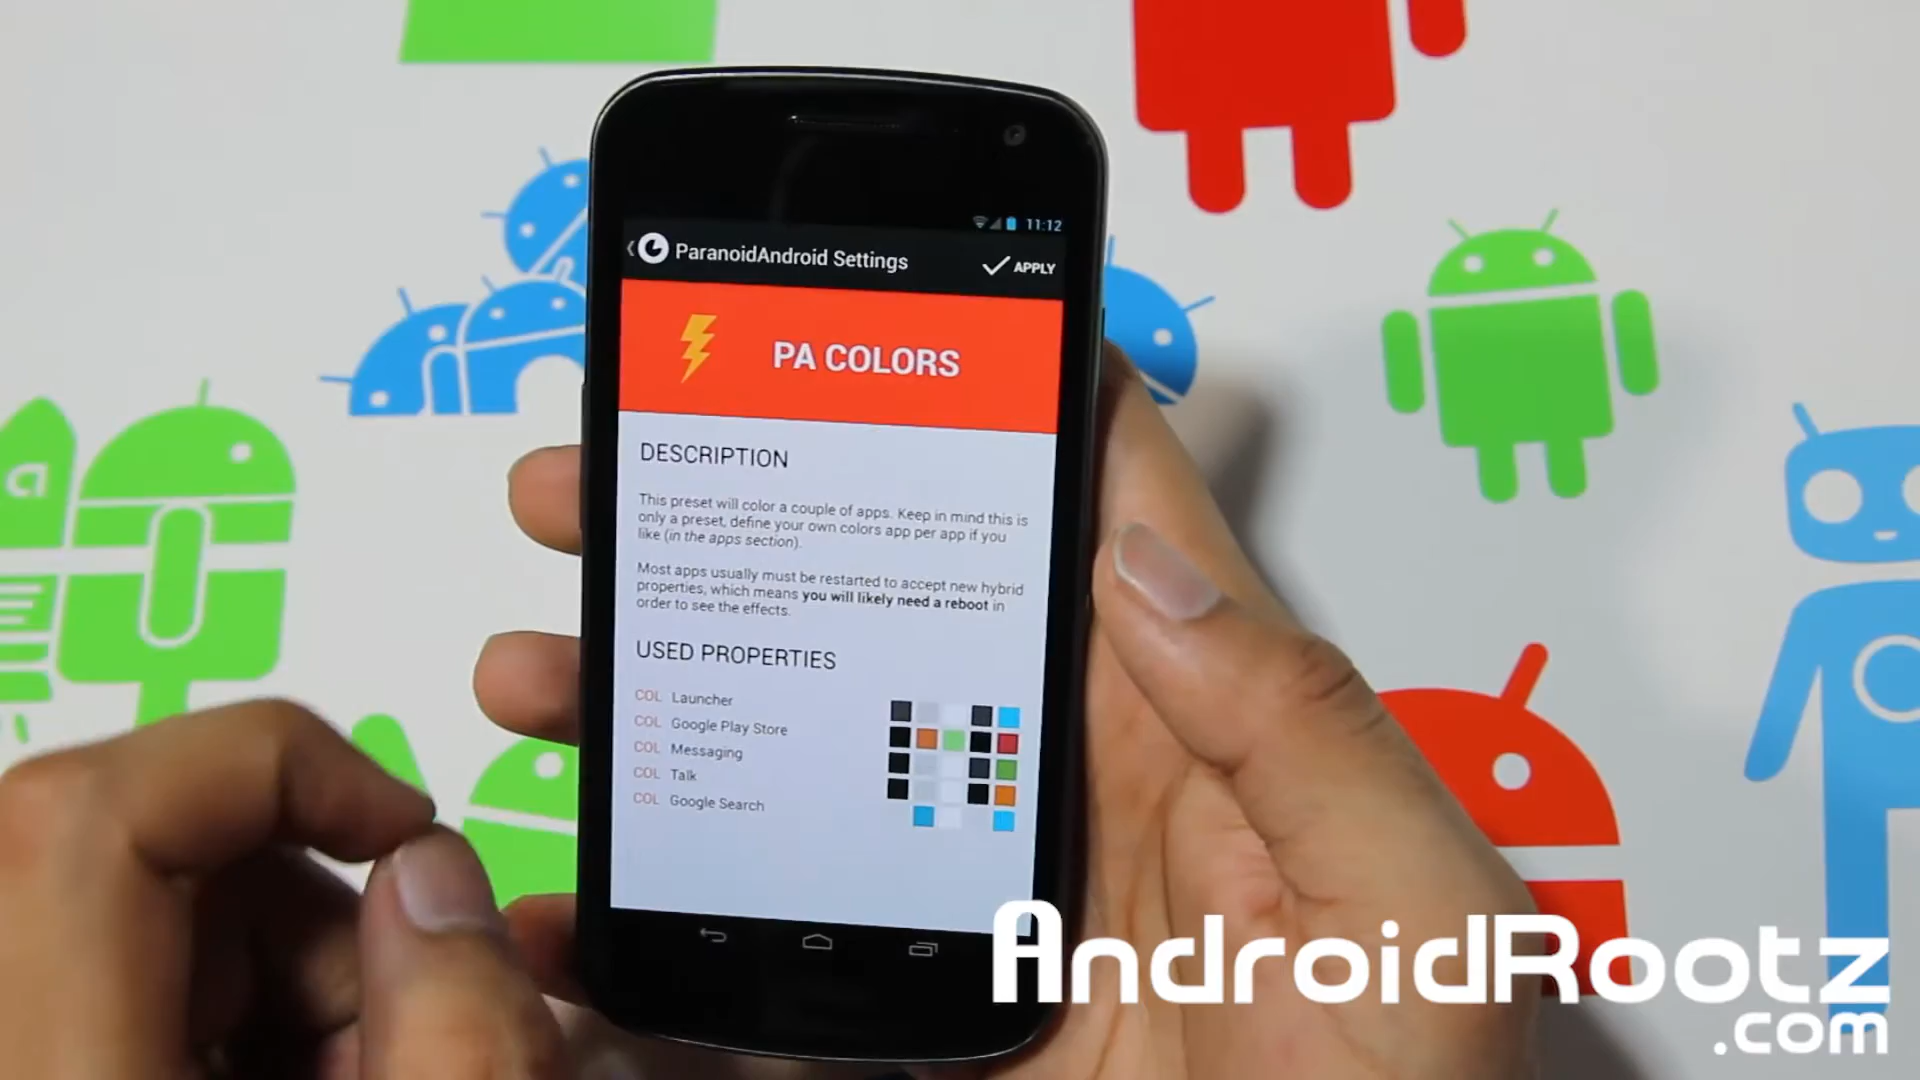 11:12
ParanoidAndroid Settings
APPLY
PA COLORS
DESCRIPTION
This preset will color a couple of apps. Keep in mind this is
only a preset, define your own colors app per app if you
like (in the apps section).
Most apps usually must be restarted to accept new hybrid
properties, which means you will likely need a reboot in
order to see the effects.
USED PROPERTIES
COL Launcher
COL Google Play Store
COL Messaging
COL Talk
COL Google Search
a
AndroidRootz
.com